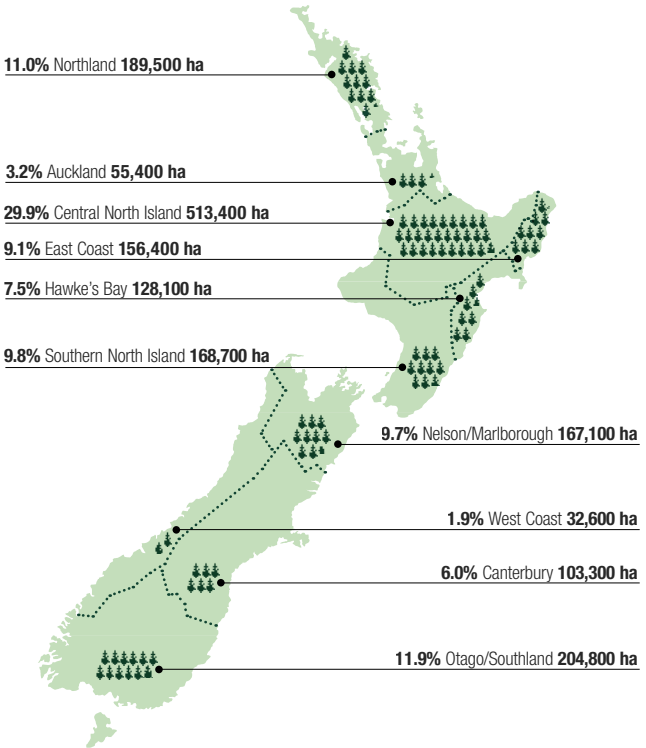 11.0% Northland 189,500 ha
3.2% Auckland 55,400 ha
29.9% Central North Island 513,400 ha
9.1% East Coast 156,400 ha
7.5% Hawke's Bay 128,100 ha
9.8% Southern North Island 168,700 ha
9.7% Nelson/Marlborough 167,100 ha
1.9% West Coast 32,600 ha
6.0% Canterbury 103,300 ha
11.9% Otago/Southland 204,800 ha